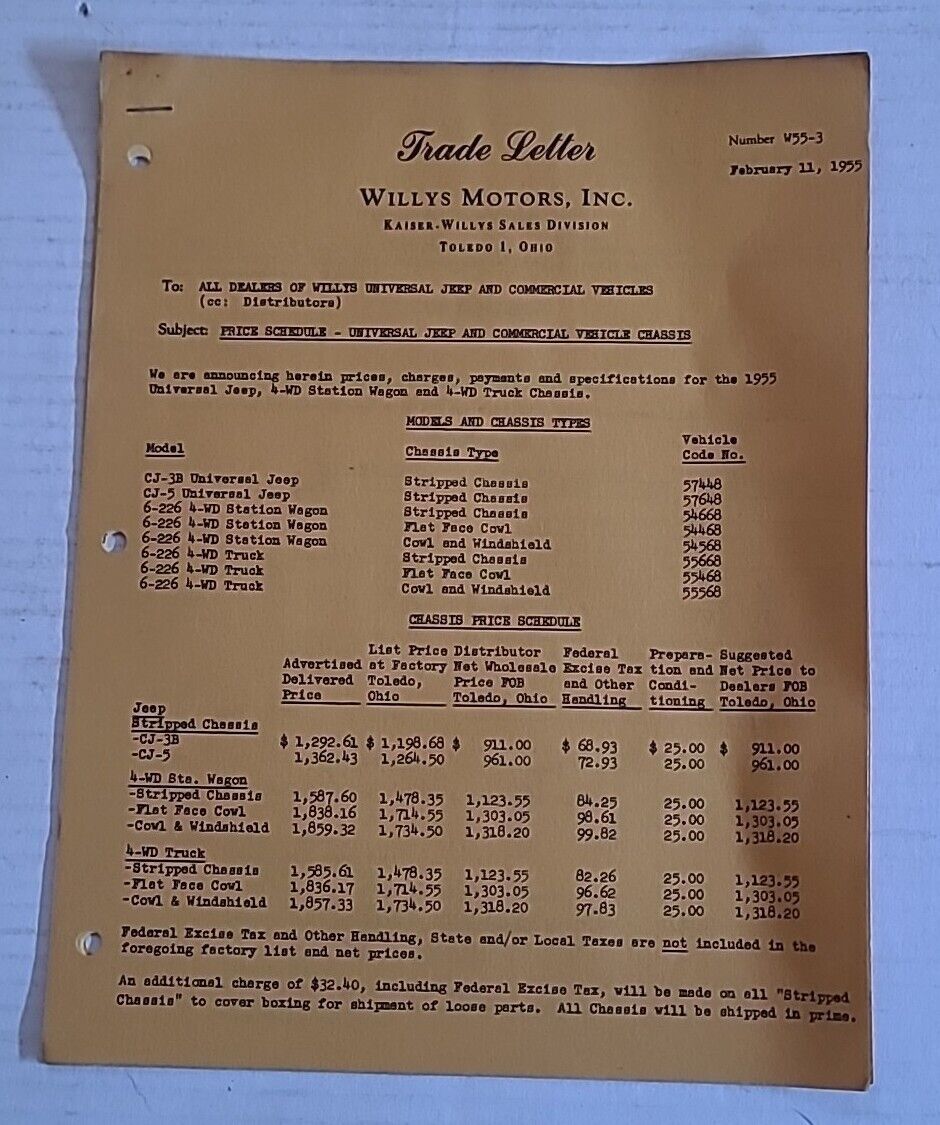 Trade Letter
Number W55-3
February 11, 1955
WILLYS MOTORS, INC.
KAISER-WILLYS SALES DIVISION
TOLEDO 1, OHIO
To: ALL DEALERS OF WILLYS UNIVERSAL JEEP AND COMMERCIAL VEHICLES
(cc: Distributors)
Subject: PRICE SCHEDULE - UNIVERSAL JEEP AND COMMERCIAL VEHICLE CHASSIS
We are announcing herein prices, charges, payments and specifications for the 1955
Universal Jeep, 4-WD Station Wagon and 4-WD Truck Chassis.
MODELS AND CHASSIS TYPES
Vehicle
Model Chassis Type Code No.
CJ-3B Universal Jeep Stripped Chassis 57448
CJ-5 Universal Jeep Stripped Chassis 57648
6-226 4-WD Station Wagon Stripped Chassis 54668
6-226 4-WD Station Wagon Flat Face Cowl 54468
6-226 4-WD Station Wagon Cowl and Windshield 54568
6-226 4-WD Truck Stripped Chassis 55668
6-226 4-WD Truck Flat Face Cowl 55468
6-226 4-WD Truck Cowl and Windshield 55568
CHASSIS PRICE SCHEDULE
List Price Distributor Federal Prepara- Suggested
Advertised at Factory Net Wholesale Excise Tax tion and Net Price to
Delivered Toledo, Price FOB and Other Condi- Dealers FOB
Price Ohio Toledo, Ohio Handling tioning Toledo, Ohio
Jeep
Stripped Chassis
-CJ-3B $ 1,292.61 $ 1,198.68 $ 911.00 $ 68.93 $ 25.00 $ 911.00
-CJ-5 1,362.43 1,264.50 961.00 72.93 25.00 961.00
4-WD Sta. Wagon
-Stripped Chassis 1,587.60 1,478.35 1,123.55 84.25 25.00 1,123.55
-Flat Face Cowl 1,838.16 1,714.55 1,303.05 98.61 25.00 1,303.05
-Cowl & Windshield 1,859.32 1,734.50 1,318.20 99.82 25.00 1,318.20
4-WD Truck
-Stripped Chassis 1,585.61 1,478.35 1,123.55 82.26 25.00 1,123.55
-Flat Face Cowl 1,836.17 1,714.55 1,303.05 96.62 25.00 1,303.05
-Cowl & Windshield 1,857.33 1,734.50 1,318.20 97.83 25.00 1,318.20
Federal Excise Tax and Other Handling, State and/or Local Taxes are not included in the
foregoing factory list and net prices.
An additional charge of $32.40, including Federal Excise Tax, will be made on all "Stripped
Chassis" to cover boxing for shipment of loose parts. All Chassis will be shipped in prime.